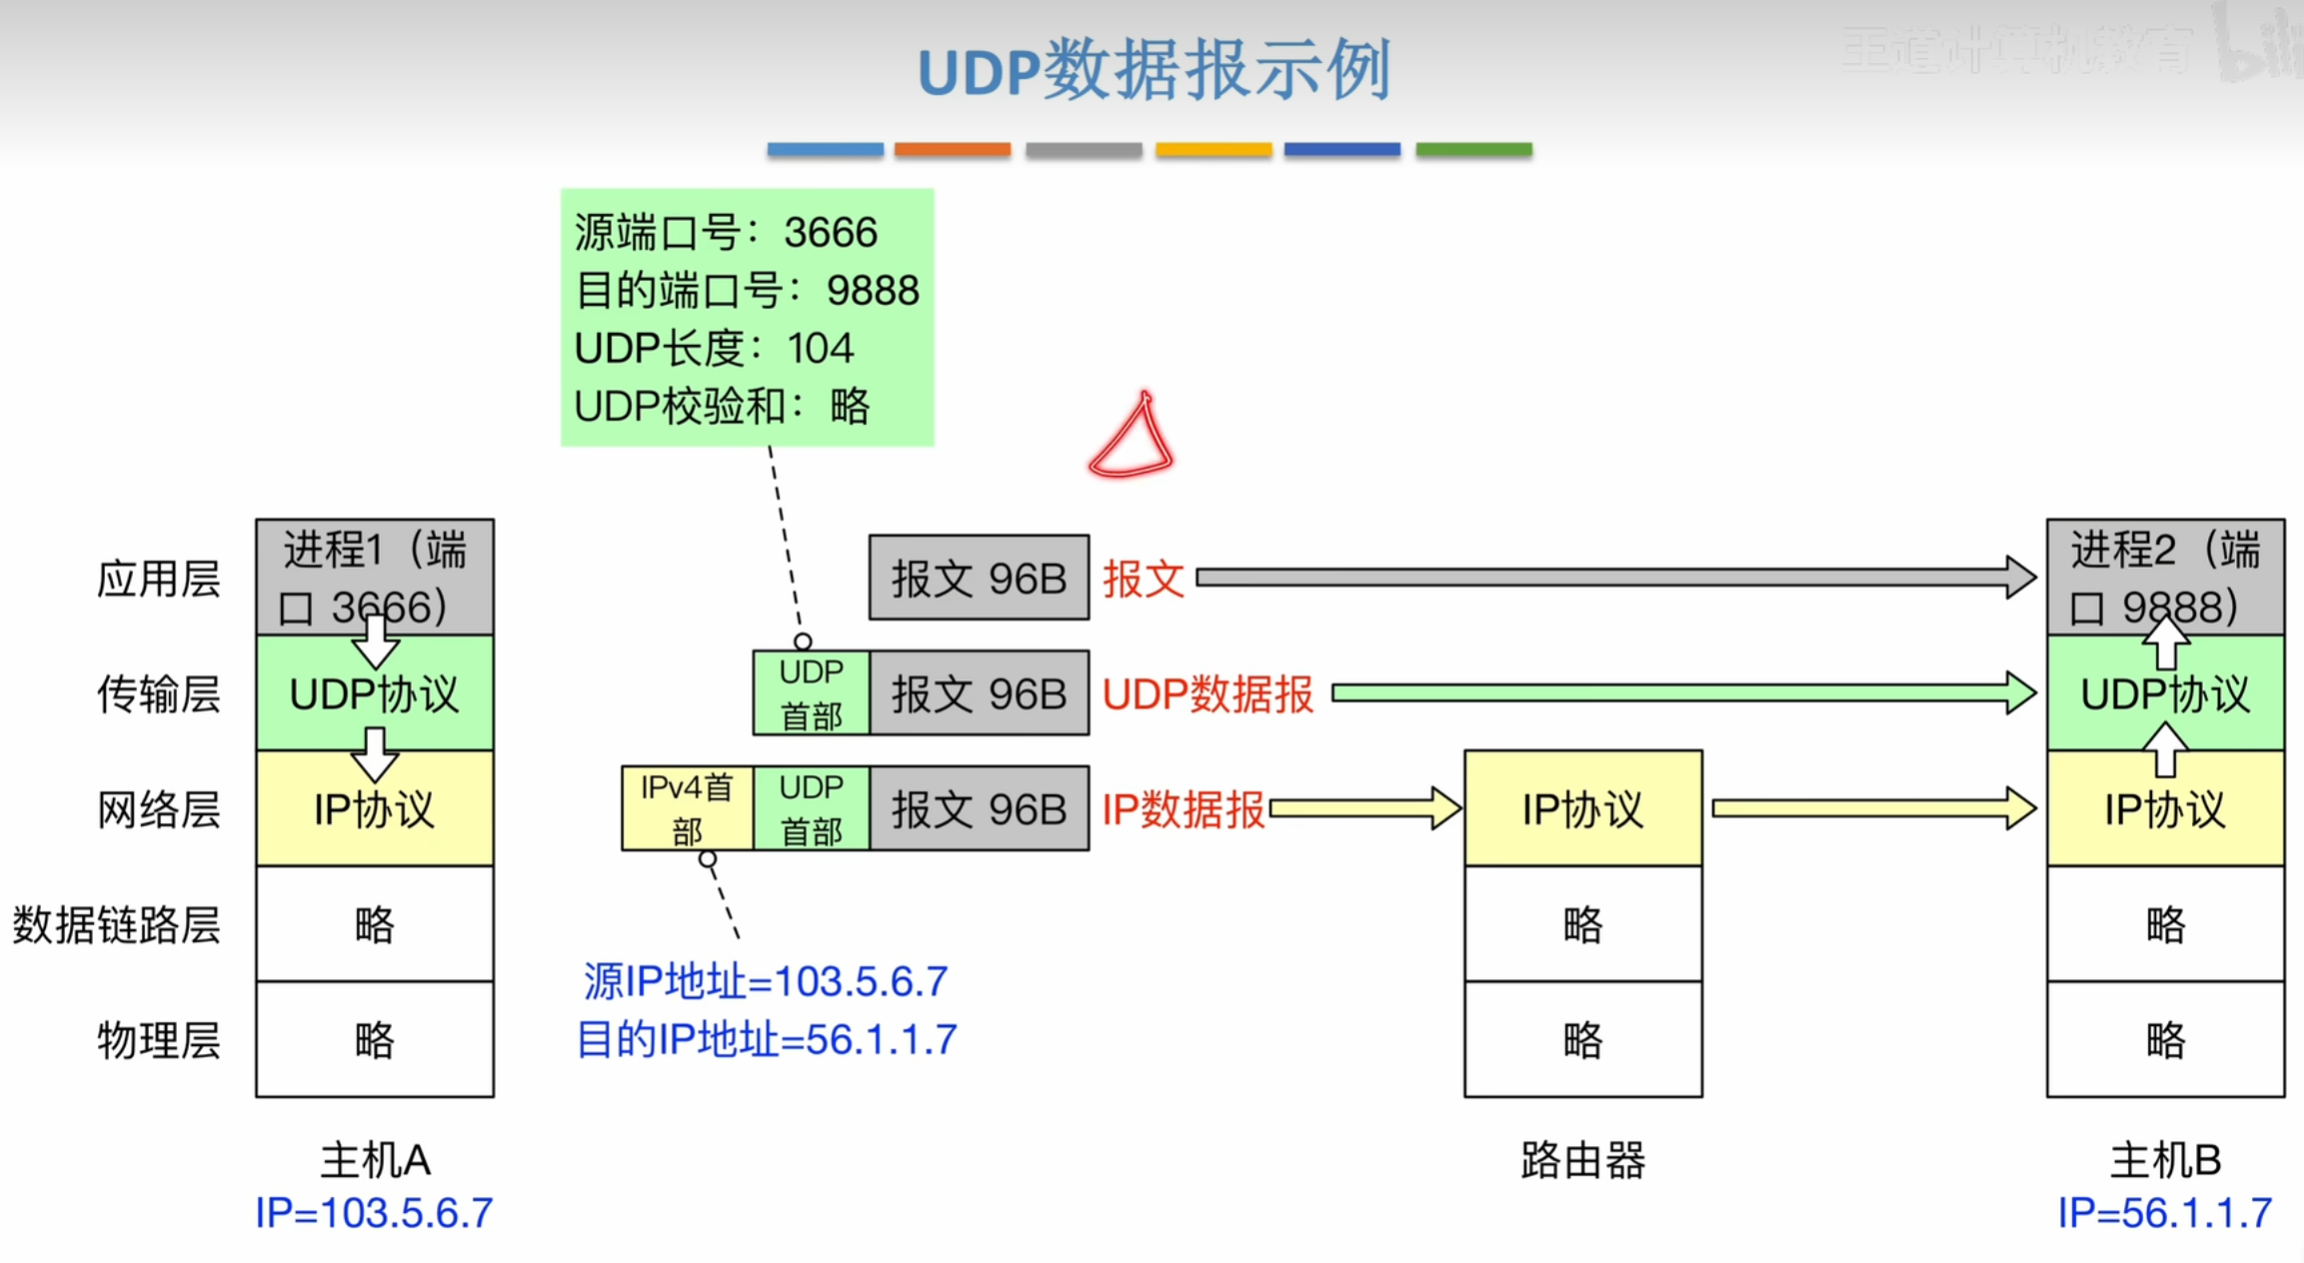 UDP数据报示例
王道计算机教育
源端口号：3666
目的端口号：9888
UDP长度：104
UDP校验和：略
应用层
进程1（端
口 3666）
报文 96B
报文
进程2（端
口 9888）
传输层
UDP协议
UDP
首部
报文 96B
UDP数据报
UDP协议
网络层
IP协议
IPv4首
部
UDP
首部
报文 96B
IP数据报
IP协议
IP协议
数据链路层
略
略
略
源IP地址=103.5.6.7
目的IP地址=56.1.1.7
物理层
略
略
略
主机A
IP=103.5.6.7
路由器
主机B
IP=56.1.1.7